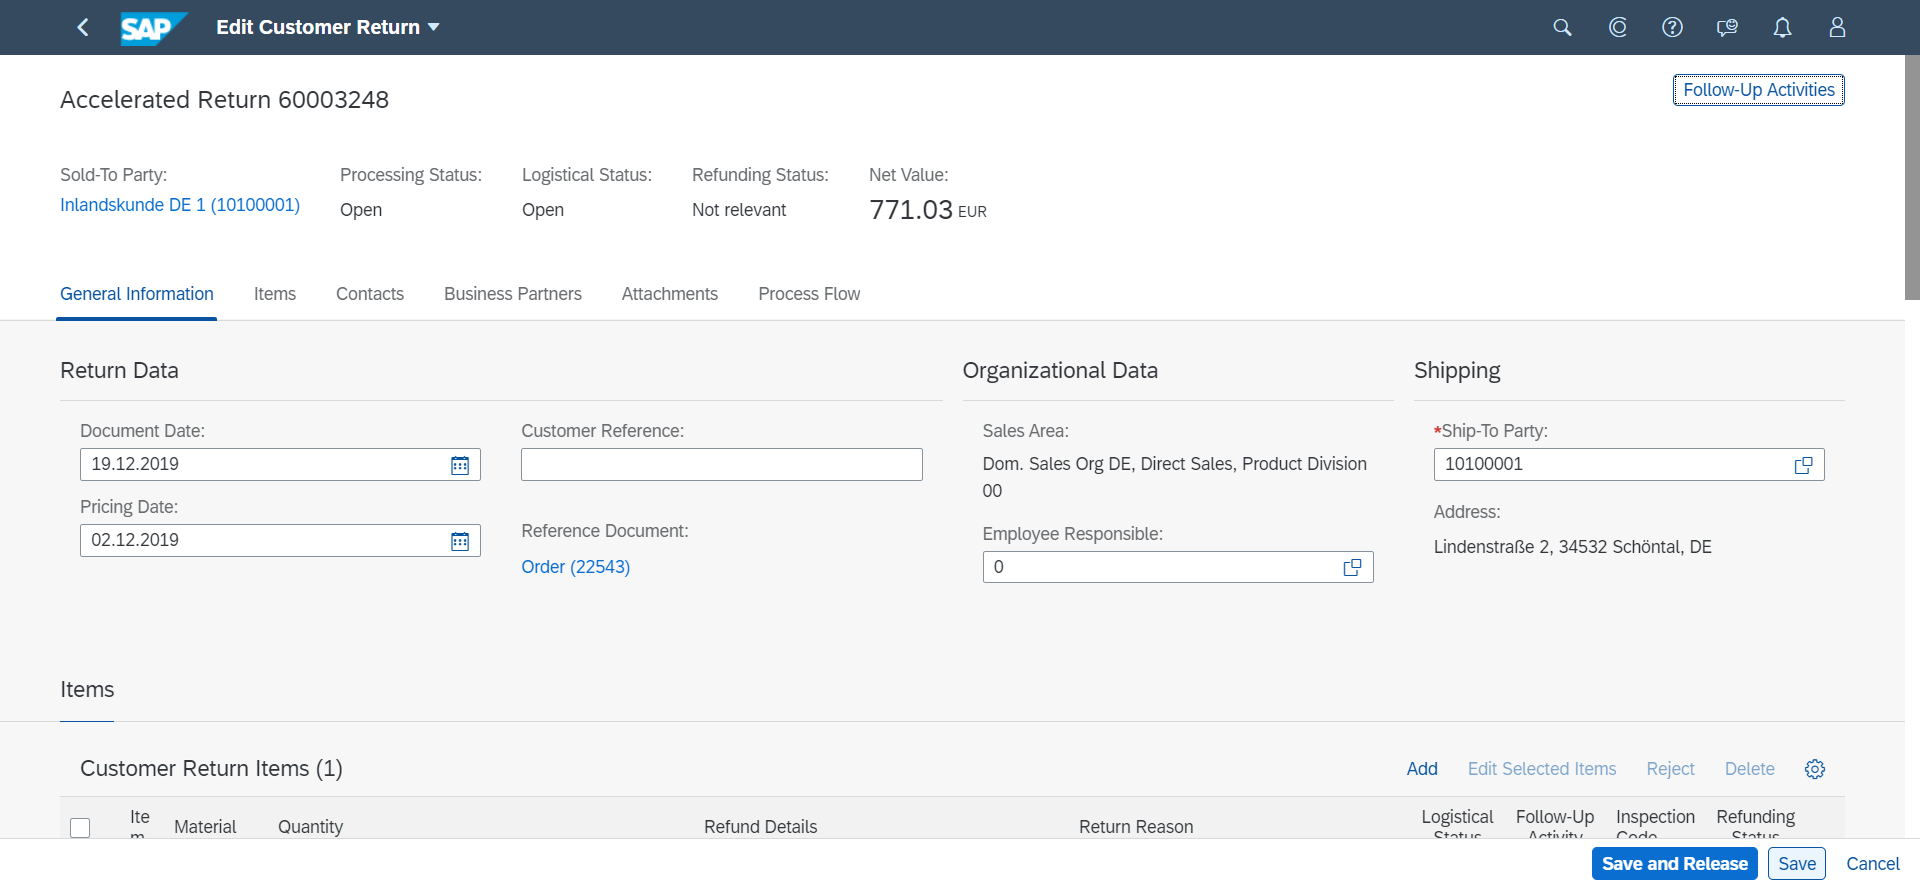 SAP
Edit Customer Return
Accelerated Return 60003248
Follow-Up Activities
Sold-To Party:
Inlandskunde DE 1 (10100001)
Processing Status:
Open
Logistical Status:
Open
Refunding Status:
Not relevant
Net Value:
771.03 EUR
General Information Items Contacts Business Partners Attachments Process Flow
Return Data
Document Date:
19.12.2019
Pricing Date:
02.12.2019
Customer Reference:
Reference Document:
Order (22543)
Organizational Data
Sales Area:
Dom. Sales Org DE, Direct Sales, Product Division
00
Employee Responsible:
0
Shipping
*Ship-To Party:
10100001
Address:
Lindenstraße 2, 34532 Schöntal, DE
Items
Customer Return Items (1)
Add Edit Selected Items Reject Delete
Ite
m
Material
Quantity
Refund Details
Return Reason
Logistical
Status
Follow-Up
Activity
Inspection
Code
Refunding
Status
Save and Release Save Cancel